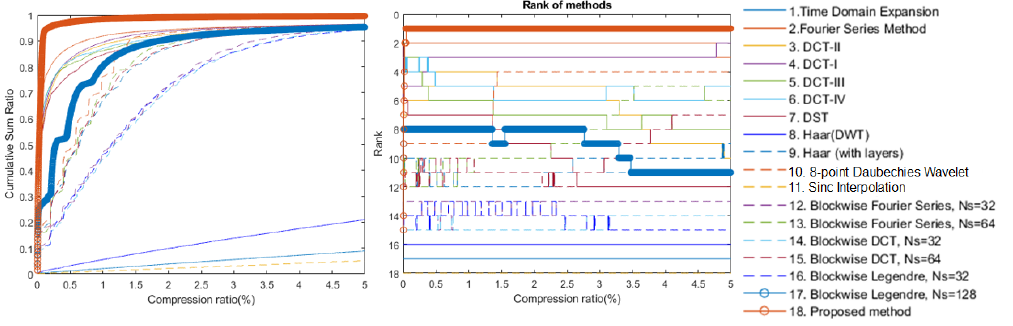 Cumulative Sum Ratio
1
0.9
0.8
0.7
0.6
0.5
0.4
0.3
0.2
0.1
0
0 0.5 1 1.5 2 2.5 3 3.5 4 4.5 5
Compression ratio(%)
Rank of methods
Rank
0
2
4
6
8
10
12
14
16
18
0 0.5 1 1.5 2 2.5 3 3.5 4 4.5 5
Compression ratio(%)
1.Time Domain Expansion
2.Fourier Series Method
3. DCT-II
4. DCT-I
5. DCT-III
6. DCT-IV
7. DST
8. Haar(DWT)
9. Haar (with layers)
10. 8-point Daubechies Wavelet
11. Sinc Interpolation
12. Blockwise Fourier Series, Ns=32
13. Blockwise Fourier Series, Ns=64
14. Blockwise DCT, Ns=32
15. Blockwise DCT, Ns=64
16. Blockwise Legendre, Ns=32
17. Blockwise Legendre, Ns=128
18. Proposed method